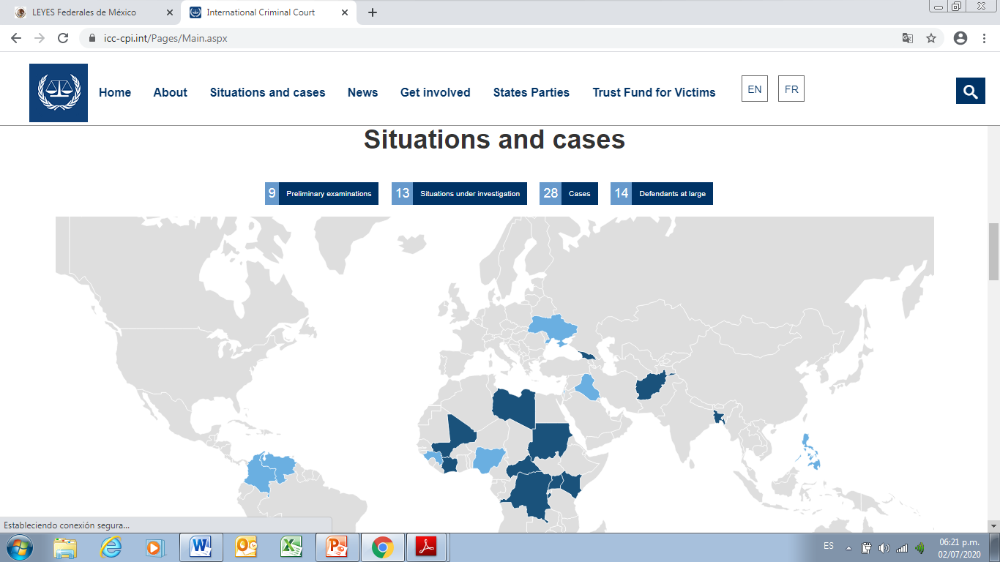 LEYES Federales de México
International Criminal Court
icc-cpi.int/Pages/Main.aspx
Home About Situations and cases News Get involved States Parties Trust Fund for Victims EN FR
Situations and cases
9 Preliminary examinations 13 Situations under investigation 28 Cases 14 Defendants at large
Estableciendo conexión segura...
ES
06:21 p.m.
02/07/2020